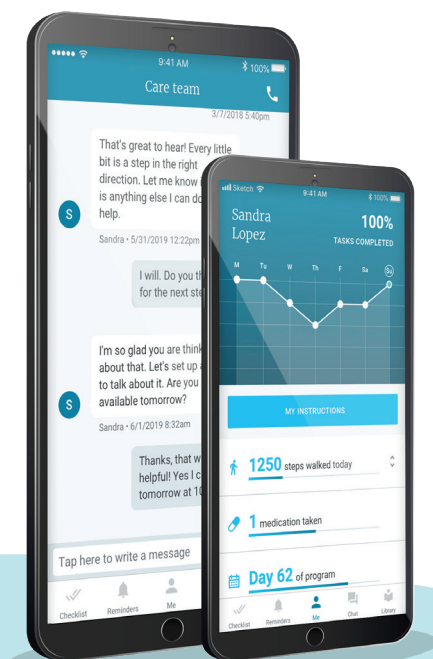 9:41 AM
100%
Care team
3/7/2018 5:40pm
That's great to hear! Every little
bit is a step in the right
direction. Let me know
is anything else I can do
help.
S
Sandra • 5/31/2019 12:22pm
I will. Do you
for the next
I'm so glad you are
about that. Let's set
to talk about it. Are you
available tomorrow?
S
Sandra • 6/1/2019 8:32am
Thanks, that
helpful! Yes I
tomorrow at
Tap here to write a message
Checklist
Reminders
Me
Sketch
9:41 AM
100%
Sandra
Lopez
100%
TASKS COMPLETED
M Tu W Th F Sa Su
MY INSTRUCTIONS
1250 steps walked today
1 medication taken
Day 62 of program
Checklist
Reminders
Me
Chat
Library